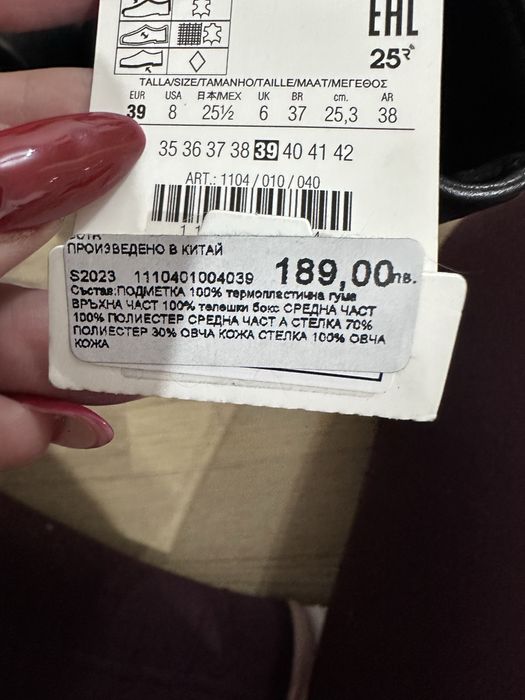 EAC
25
TALLA/SIZE/TAMANHO/TAILLE/MAAT/ΜΕΓΕΘΟΣ
EUR USA 日本/MEX UK BR cm. AR
39 8 25½ 6 37 25,3 38
35 36 37 38 39 40 41 42
ART.: 1104 / 010 / 040
ПРОИЗВЕДЕНО В КИТАЙ
S2023 1110401004039 189,00лв.
Състав:ПОДМЕТКА 100% термопластична гума
ВРЪХНА ЧАСТ 100% телешки бокс СРЕДНА ЧАСТ
100% ПОЛИЕСТЕР СРЕДНА ЧАСТ А СТЕЛКА 70%
ПОЛИЕСТЕР 30% ОВЧА КОЖА СТЕЛКА 100% ОВЧА
КОЖА